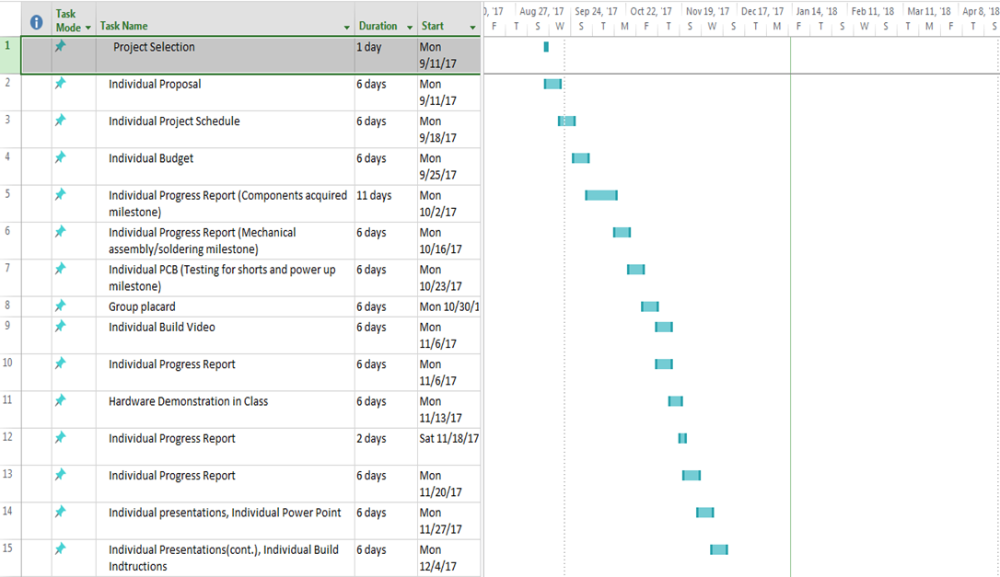 0, '17 Aug 27, '17 Sep 24, '17 Oct 22, '17 Nov 19, '17 Dec 17, '17 Jan 14, '18 Feb 11, '18 Mar 11, '18 Apr 8, '18
F T S W S T M F T S W S T M F T S W S T M F T S
Task
Mode Task Name Duration Start
1 Project Selection 1 day Mon
9/11/17
2 Individual Proposal 6 days Mon
9/11/17
3 Individual Project Schedule 6 days Mon
9/18/17
4 Individual Budget 6 days Mon
9/25/17
5 Individual Progress Report (Components acquired 11 days Mon
milestone) 10/2/17
6 Individual Progress Report (Mechanical 6 days Mon
assembly/soldering milestone) 10/16/17
7 Individual PCB (Testing for shorts and power up 6 days Mon
milestone) 10/23/17
8 Group placard 6 days Mon 10/30/1
9 Individual Build Video 6 days Mon
11/6/17
10 Individual Progress Report 6 days Mon
11/6/17
11 Hardware Demonstration in Class 6 days Mon
11/13/17
12 Individual Progress Report 2 days Sat 11/18/17
13 Individual Progress Report 6 days Mon
11/20/17
14 Individual presentations, Individual Power Point 6 days Mon
11/27/17
15 Individual Presentations(cont.), Individual Build 6 days Mon
Indtructions 12/4/17